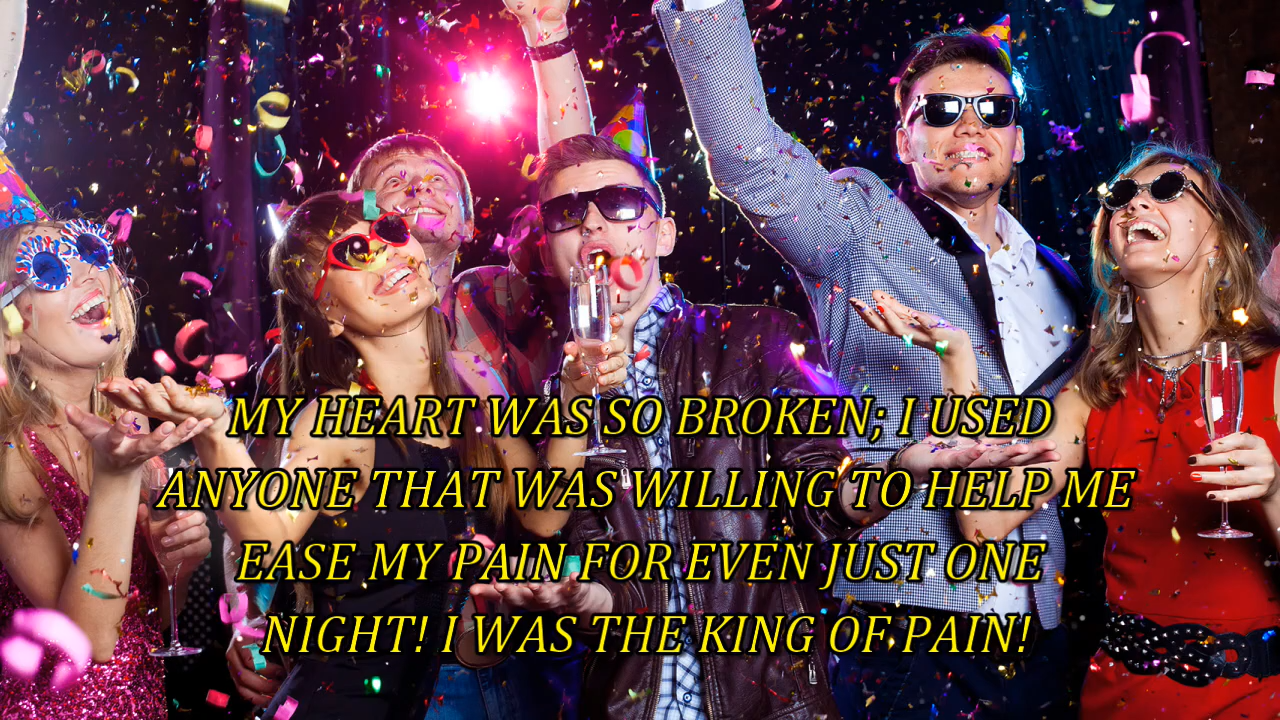 MY HEART WAS SO BROKEN; I USED
ANYONE THAT WAS WILLING TO HELP ME
EASE MY PAIN FOR EVEN JUST ONE
NIGHT! I WAS THE KING OF PAIN!